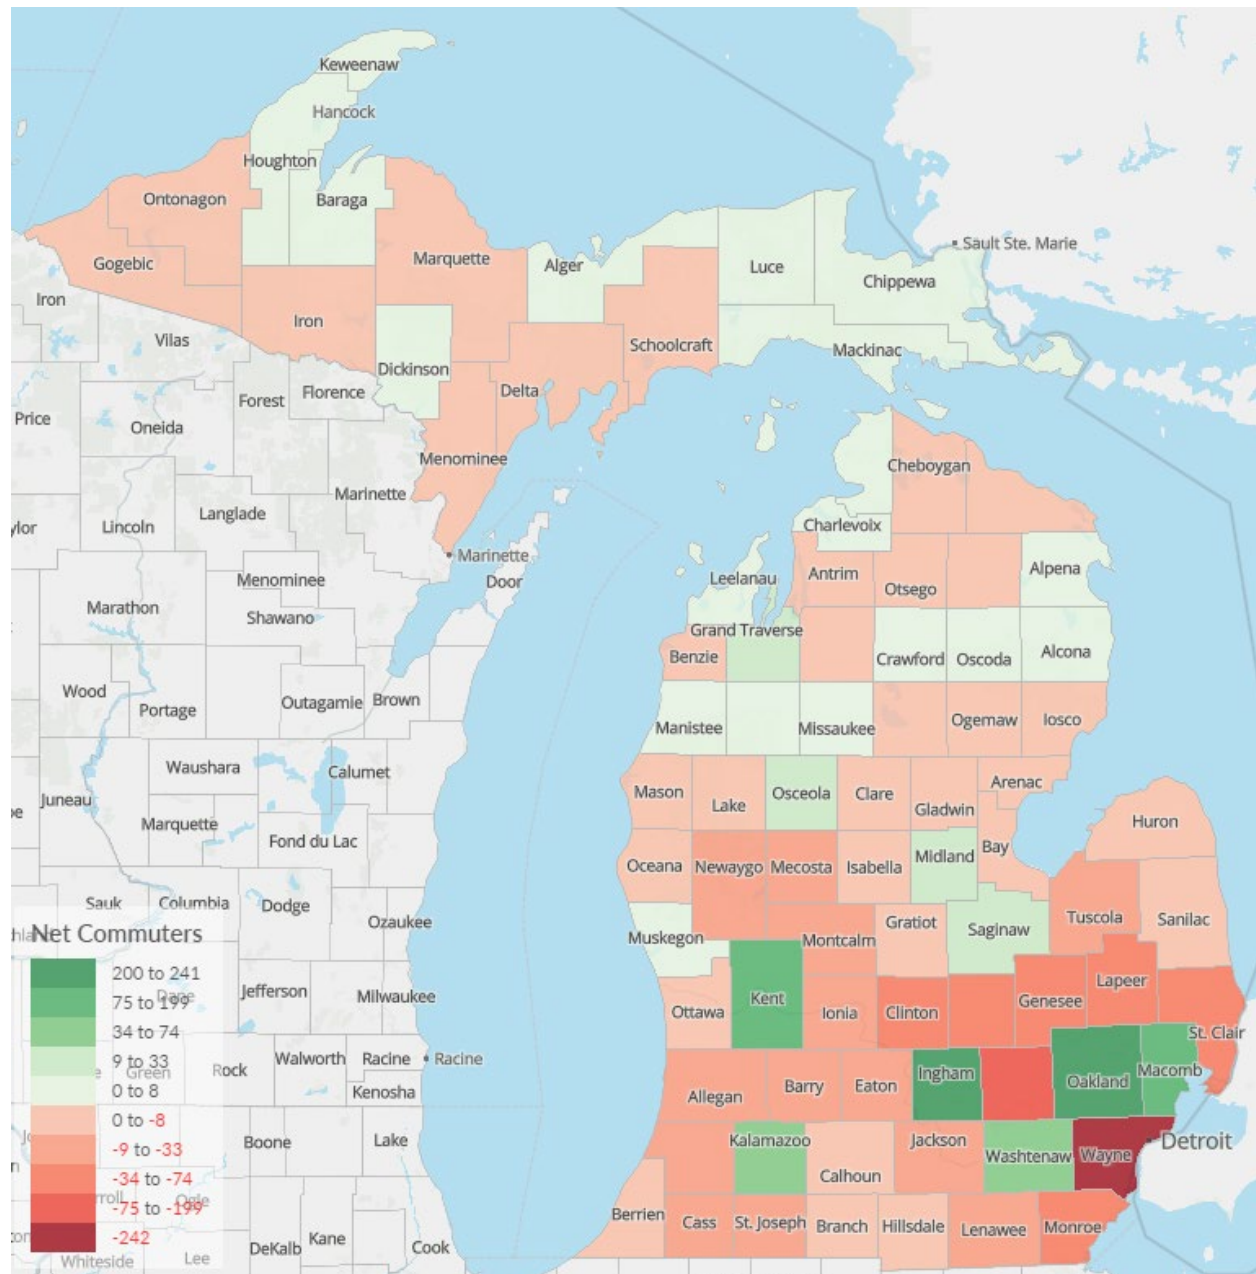 Keweenaw
Hancock
Houghton
Baraga
Ontonagon
Gogebic
Marquette
Alger
Luce
Chippewa
Sault Ste. Marie
Iron
Iron
Vilas
Schoolcraft
Mackinac
Dickinson
Delta
Florence
Forest
Price
Oneida
Menominee
Cheboygan
Marinette
Langlade
Lincoln
ylor
Charlevoix
Marinette
Door
Menominee
Shawano
Marathon
Leelanau
Antrim
Otsego
Alpena
Grand Traverse
Benzie
Crawford
Oscoda
Alcona
Wood
Portage
Outagamie
Brown
Manistee
Missaukee
Ogemaw
Iosco
Waushara
Calumet
Juneau
Marquette
Fond du Lac
Mason
Lake
Osceola
Clare
Gladwin
Arenac
Huron
Oceana
Newaygo
Mecosta
Isabella
Midland
Bay
Sauk
Columbia
Dodge
Ozaukee
Muskegon
Montcalm
Gratiot
Saginaw
Tuscola
Sanilac
Net Commuters
200 to 241
75 to 199
34 to 74
9 to 33
0 to 8
0 to -8
-9 to -33
-34 to -74
-75 to -199
-242
Dane
Green
Jefferson
Milwaukee
Rock
Walworth
Racine
Racine
Kenosha
Boone
Lake
Ogle
Kane
DeKalb
Cook
Lee
Whiteside
Ottawa
Kent
Ionia
Clinton
Genesee
Lapeer
St. Clair
Allegan
Barry
Eaton
Ingham
Oakland
Macomb
Kalamazoo
Calhoun
Jackson
Washtenaw
Wayne
Detroit
Berrien
Cass
St. Joseph
Branch
Hillsdale
Lenawee
Monroe